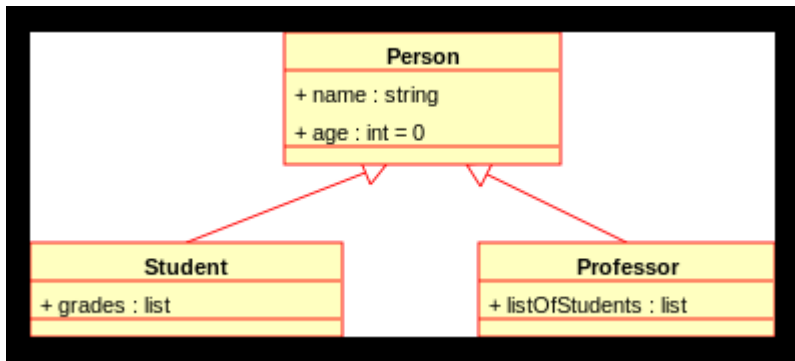 Person
+ name : string
+ age : int = 0
Student
+ grades : list
Professor
+ listOfStudents : list